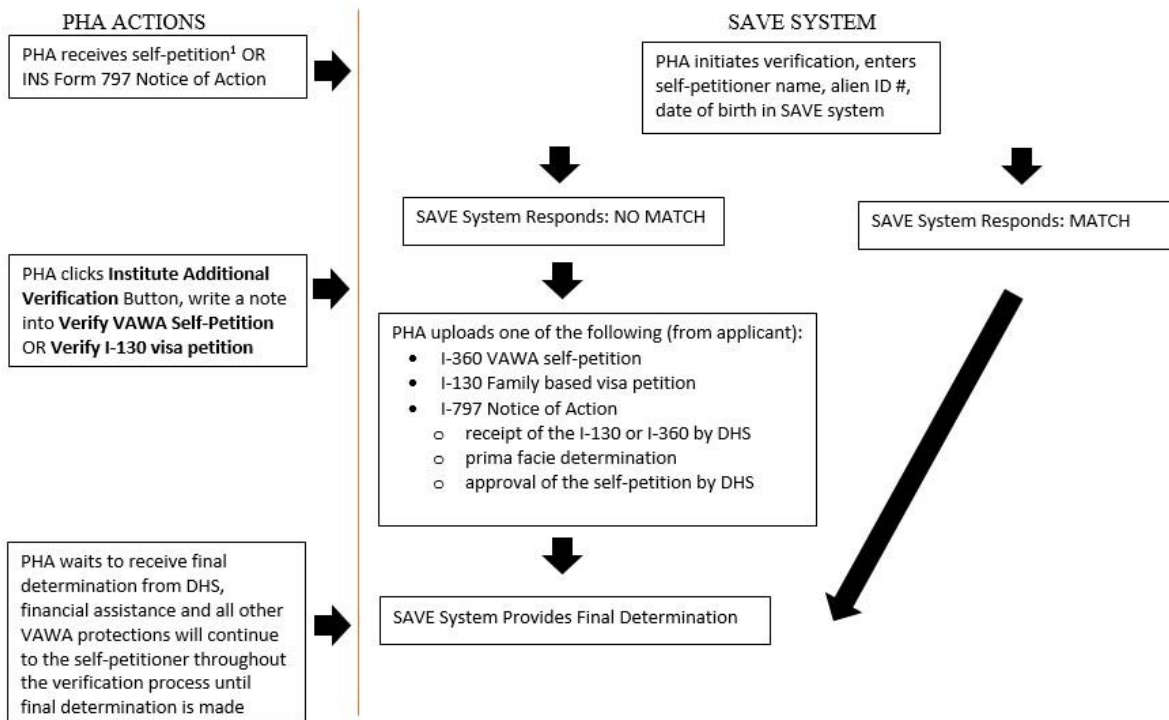 PHA ACTIONS
PHA receives self-petition¹ OR
INS Form 797 Notice of Action
PHA clicks Institute Additional
Verification Button, write a note
into Verify VAWA Self-Petition
OR Verify I-130 visa petition
PHA waits to receive final
determination from DHS,
financial assistance and all other
VAWA protections will continue
to the self-petitioner throughout
the verification process until
final determination is made
SAVE SYSTEM
PHA initiates verification, enters
self-petitioner name, alien ID #,
date of birth in SAVE system
SAVE System Responds: NO MATCH
SAVE System Responds: MATCH
PHA uploads one of the following (from applicant):
• I-360 VAWA self-petition
• I-130 Family based visa petition
• I-797 Notice of Action
o receipt of the I-130 or I-360 by DHS
o prima facie determination
o approval of the self-petition by DHS
SAVE System Provides Final Determination